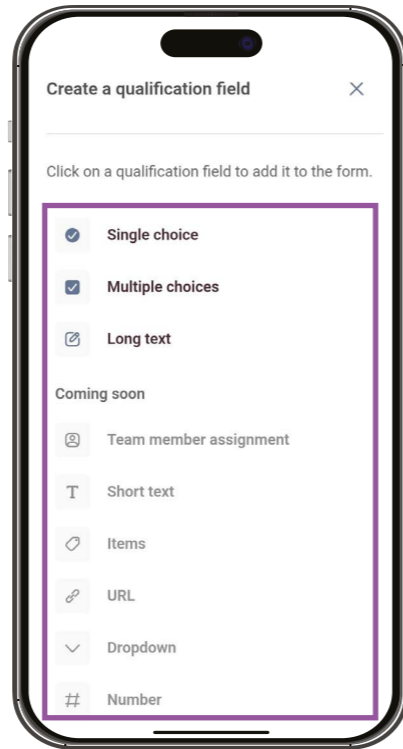 Create a qualification field
Click on a qualification field to add it to the form.
Single choice
Multiple choices
Long text
Coming soon
Team member assignment
T Short text
Items
URL
Dropdown
# Number